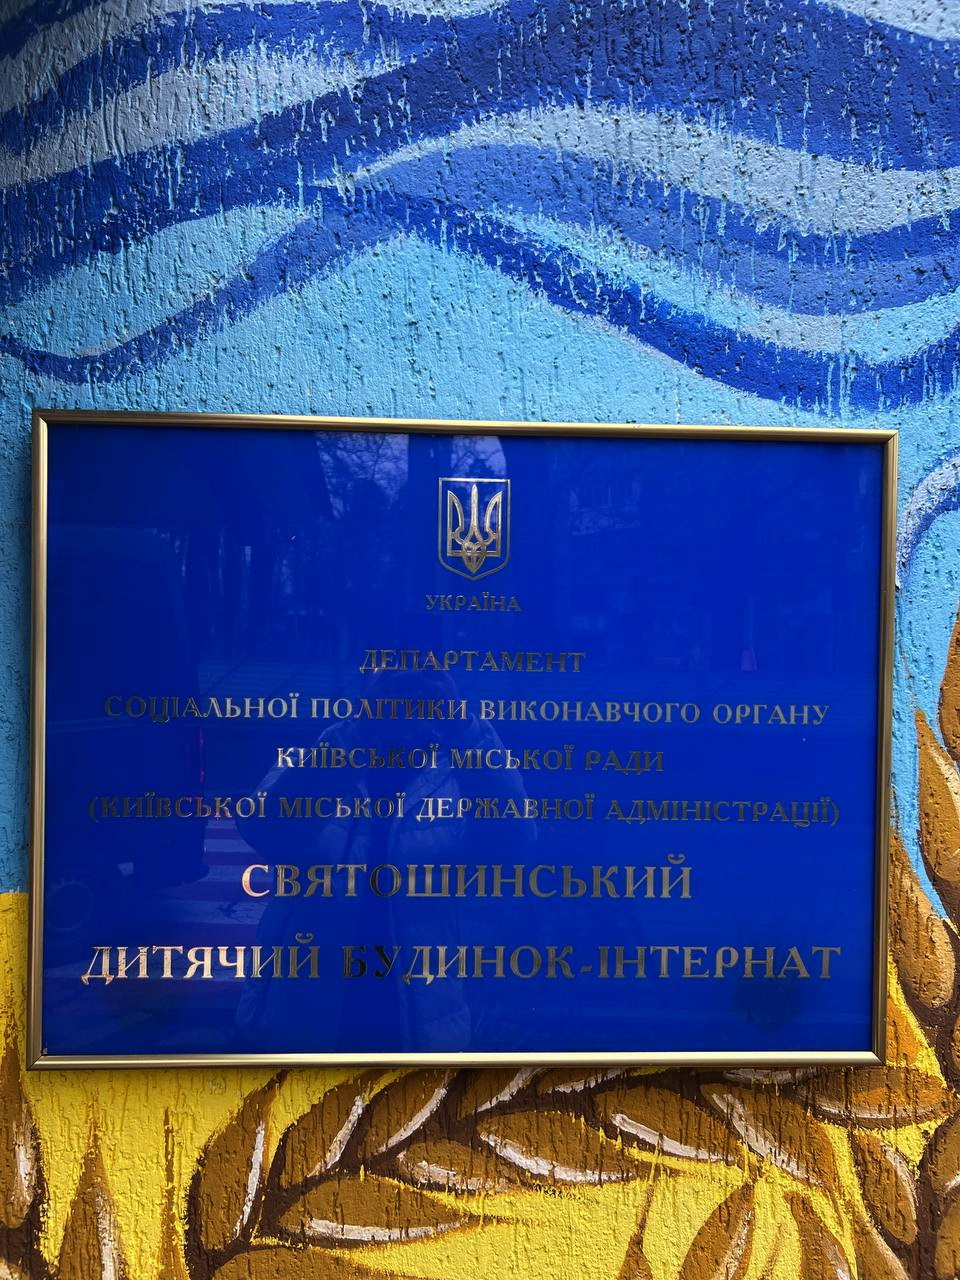 УКРАЇНА
ДЕПАРТАМЕНТ
СОЦІАЛЬНОЇ ПОЛІТИКИ ВИКОНАВЧОГО ОРГАНУ
КИЇВСЬКОЇ МІСЬКОЇ РАДИ
(КИЇВСЬКОЇ МІСЬКОЇ ДЕРЖАВНОЇ АДМІНІСТРАЦІЇ)
СВЯТОШИНСЬКИЙ
ДИТЯЧИЙ БУДИНОК-ІНТЕРНАТ